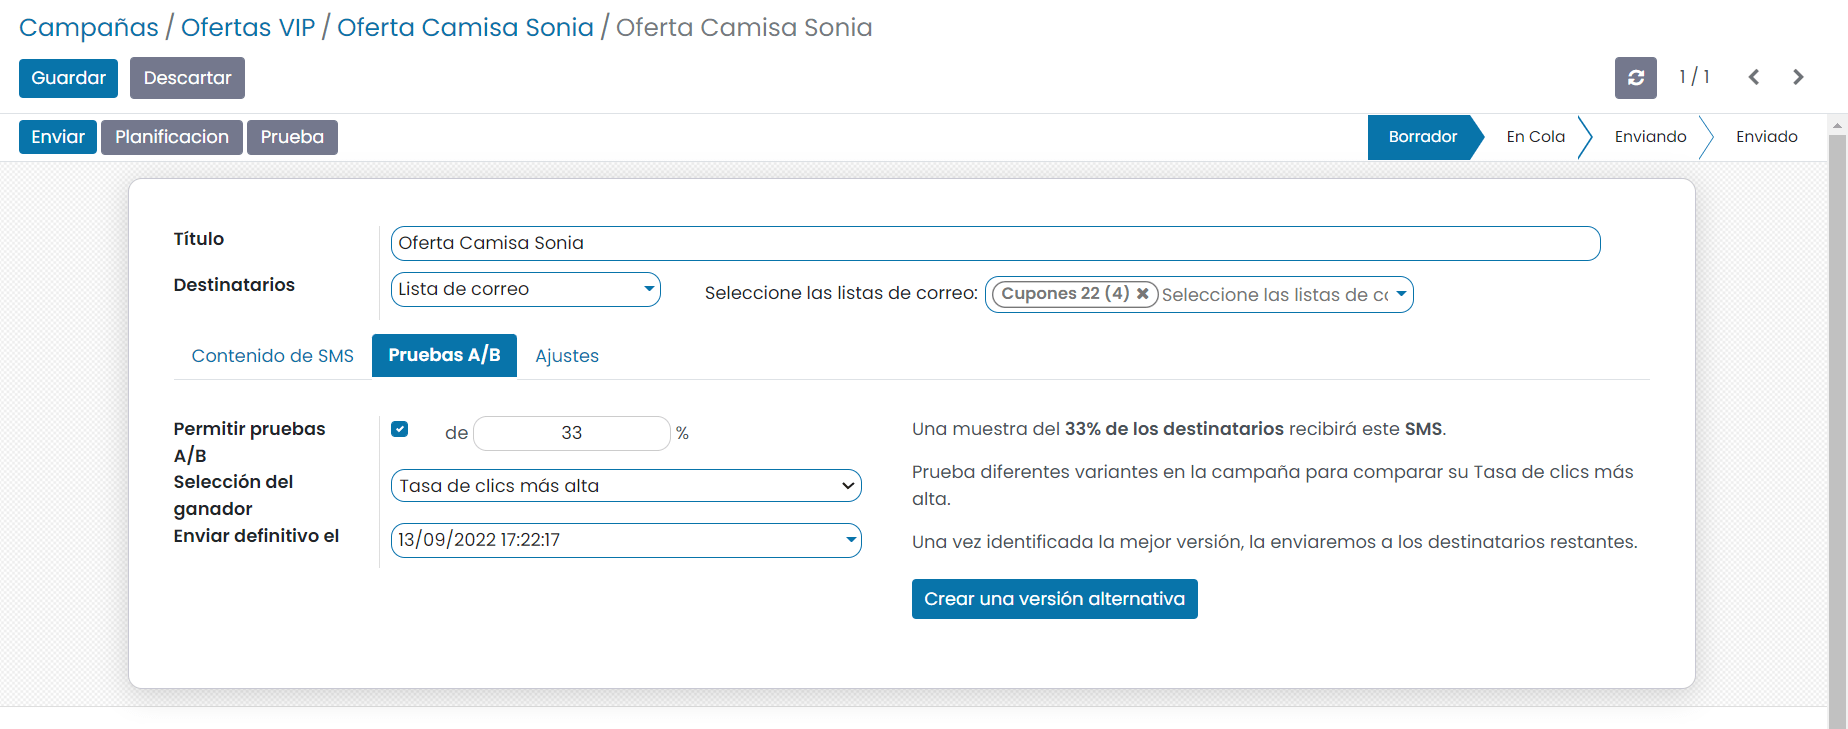 Campañas / Ofertas VIP / Oferta Camisa Sonia / Oferta Camisa Sonia
Guardar Descartar 1 / 1
Enviar Planificacion Prueba Borrador En Cola Enviando Enviado
Título Oferta Camisa Sonia
Destinatarios Lista de correo Seleccione las listas de correo: Cupones 22 (4) ✖ Seleccione las listas de co
Contenido de SMS Pruebas A/B Ajustes
Permitir pruebas A/B de 33 %
Selección del ganador Tasa de clics más alta
Enviar definitivo el 13/09/2022 17:22:17
Una muestra del 33% de los destinatarios recibirá este SMS.
Prueba diferentes variantes en la campaña para comparar su Tasa de clics más
alta.
Una vez identificada la mejor versión, la enviaremos a los destinatarios restantes.
Crear una versión alternativa